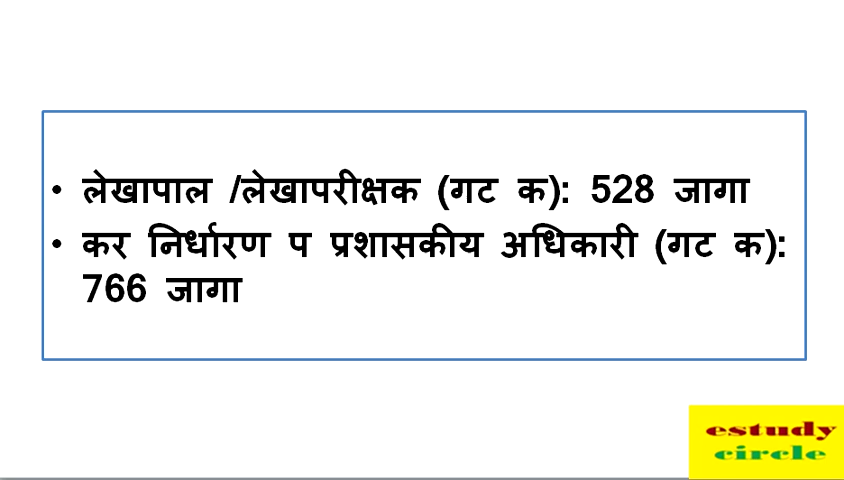 • लेखापाल /लेखापरीक्षक (गट क): 528 जागा
• कर निर्धारण प प्रशासकीय अधिकारी (गट क):
766 जागा
estudy
circle